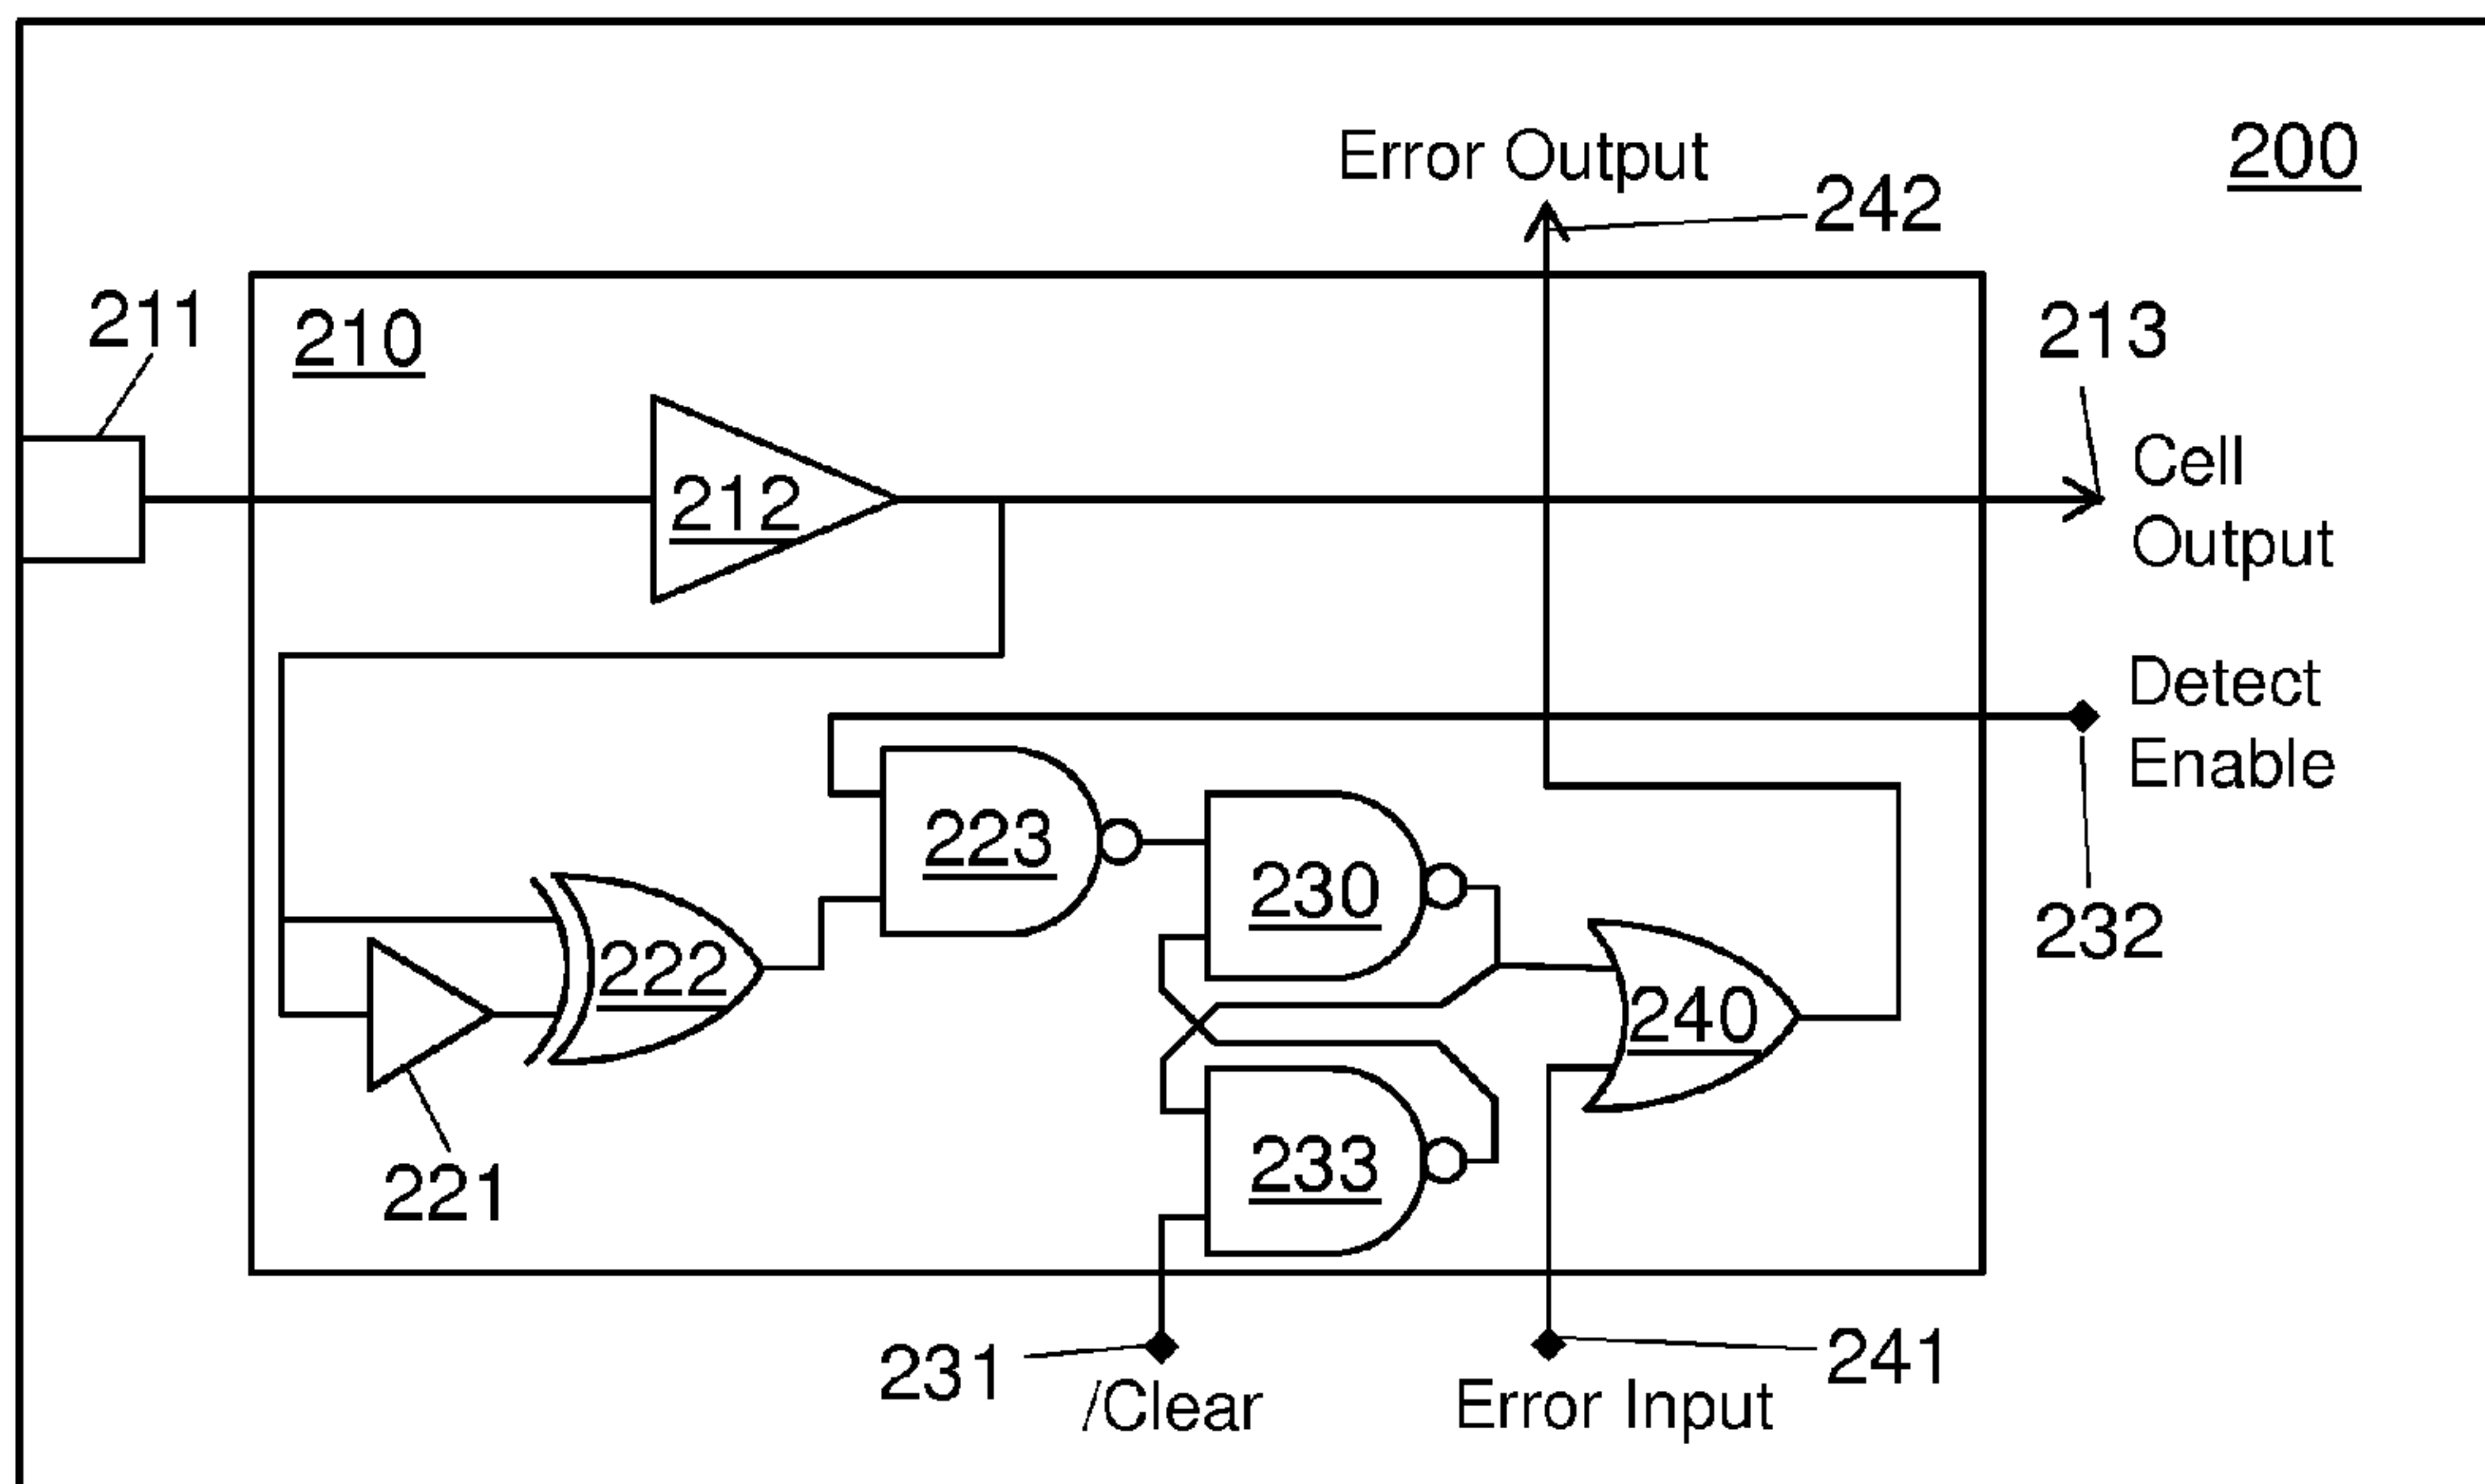 Error Output
200
242
211
210
213
212
Cell
Output
Detect
Enable
223
230
222
240
232
233
221
231
/Clear
241
Error Input